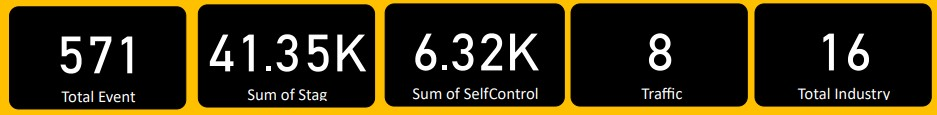 571
Total Event
41.35K
Sum of Stag
6.32K
Sum of SelfControl
8
Traffic
16
Total Industry